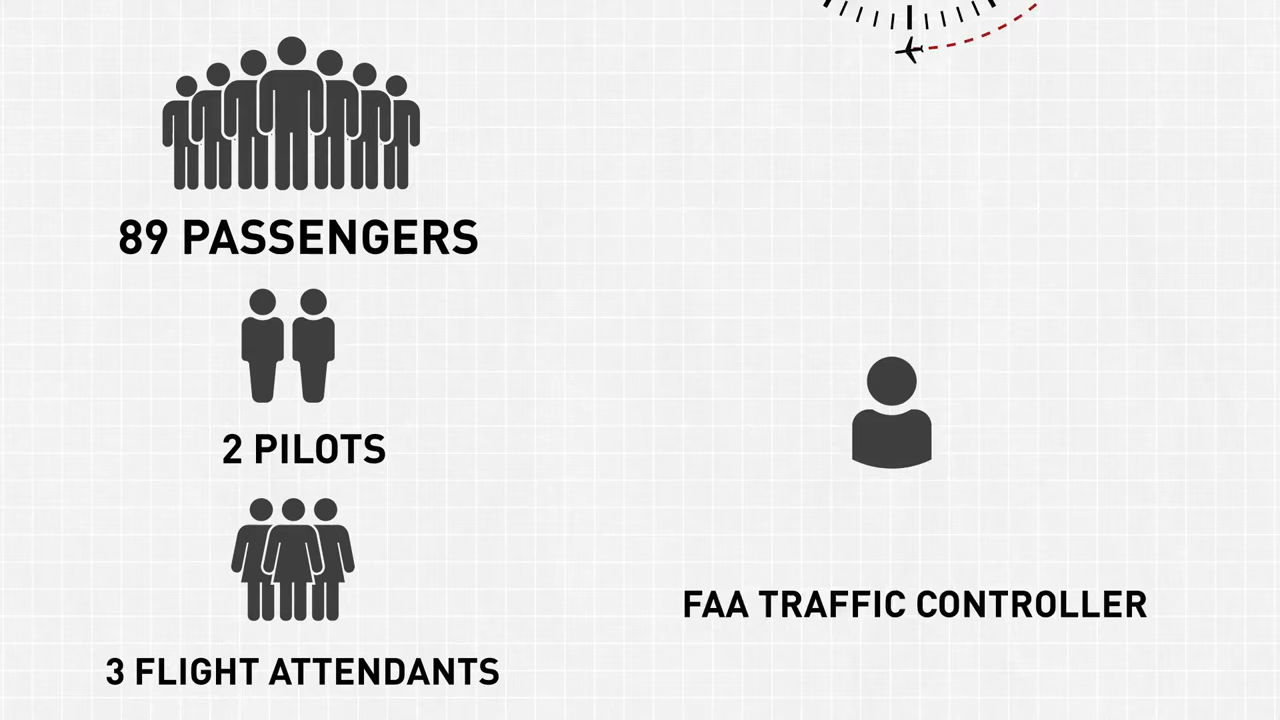 89 PASSENGERS
2 PILOTS
3 FLIGHT ATTENDANTS
FAA TRAFFIC CONTROLLER